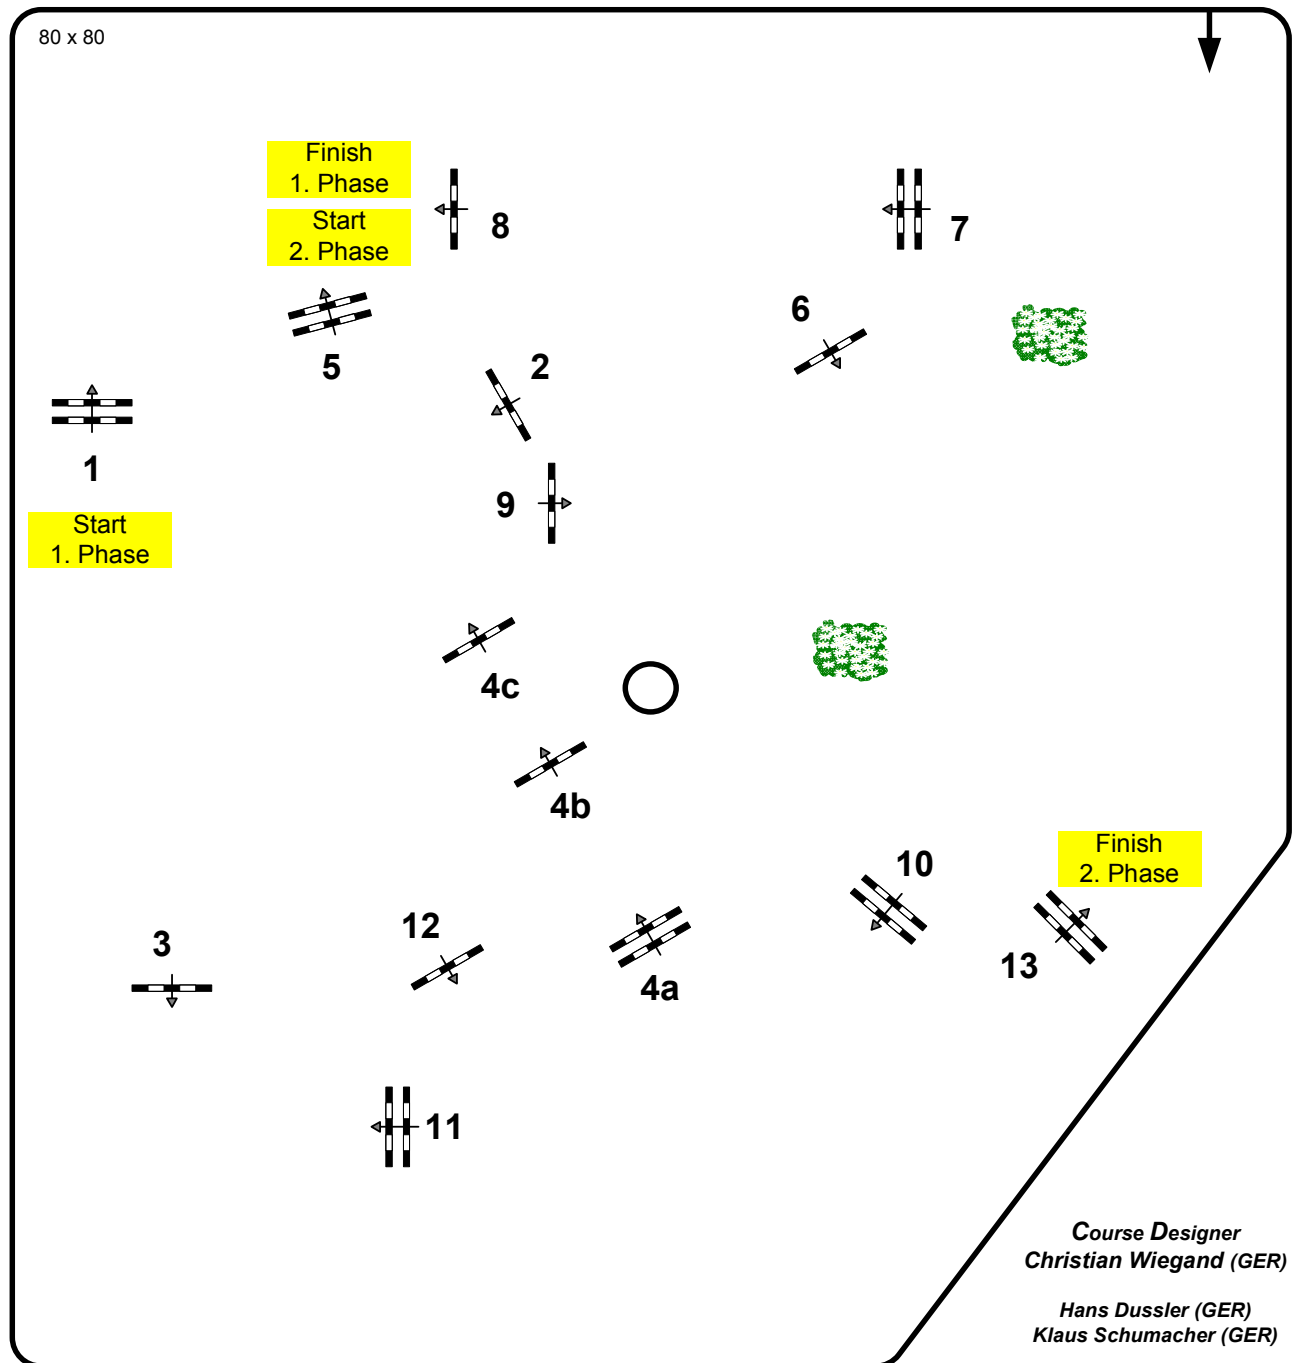 80 x 80
Finish
1. Phase
Start
2. Phase
8
7
6
5
2
1
9
Start
1. Phase
4c
4b
Finish
2. Phase
10
12
3
13
4a
11
Course Designer
Christian Wiegand (GER)
Hans Dussler (GER)
Klaus Schumacher (GER)